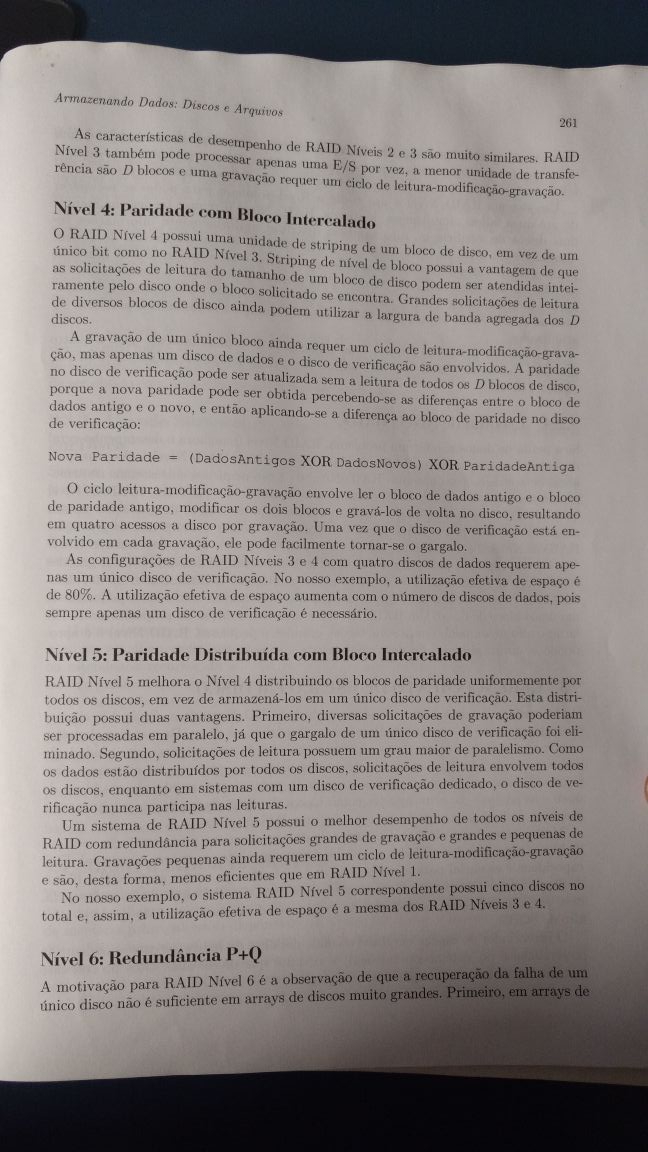 Armazenando Dados: Discos e Arquivos
261
As características de desempenho de RAID Níveis 2 e 3 são muito similares. RAID
Nível 3 também pode processar apenas uma E/S por vez, a menor unidade de transfe-
rência são D blocos e uma gravação requer um ciclo de leitura-modificação-gravação.
Nível 4: Paridade com Bloco Intercalado
O RAID Nível 4 possui uma unidade de striping de um bloco de disco, em vez de um
único bit como no RAID Nível 3. Striping de nível de bloco possui a vantagem de que
as solicitações de leitura do tamanho de um bloco de disco podem ser atendidas intei-
ramente pelo disco onde o bloco solicitado se encontra. Grandes solicitações de leitura
de diversos blocos de disco ainda podem utilizar a largura de banda agregada dos D
discos.
A gravação de um único bloco ainda requer um ciclo de leitura-modificação-grava-
ção, mas apenas um disco de dados e o disco de verificação são envolvidos. A paridade
no disco de verificação pode ser atualizada sem a leitura de todos os D blocos de disco,
porque a nova paridade pode ser obtida percebendo-se as diferenças entre o bloco de
dados antigo e o novo, e então aplicando-se a diferença ao bloco de paridade no disco
de verificação:
Nova Paridade = (DadosAntigos XOR DadosNovos) XOR ParidadeAntiga
O ciclo leitura-modificação-gravação envolve ler o bloco de dados antigo e o bloco
de paridade antigo, modificar os dois blocos e gravá-los de volta no disco, resultando
em quatro acessos a disco por gravação. Uma vez que o disco de verificação está en-
volvido em cada gravação, ele pode facilmente tornar-se o gargalo.
As configurações de RAID Níveis 3 e 4 com quatro discos de dados requerem ape-
nas um único disco de verificação. No nosso exemplo, a utilização efetiva de espaço é
de 80%. A utilização efetiva de espaço aumenta com o número de discos de dados, pois
sempre apenas um disco de verificação é necessário.
Nível 5: Paridade Distribuída com Bloco Intercalado
RAID Nível 5 melhora o Nível 4 distribuindo os blocos de paridade uniformemente por
todos os discos, em vez de armazená-los em um único disco de verificação. Esta distri-
buição possui duas vantagens. Primeiro, diversas solicitações de gravação poderiam
ser processadas em paralelo, já que o gargalo de um único disco de verificação foi eli-
minado. Segundo, solicitações de leitura possuem um grau maior de paralelismo. Como
os dados estão distribuídos por todos os discos, solicitações de leitura envolvem todos
os discos, enquanto em sistemas com um disco de verificação dedicado, o disco de ve-
rificação nunca participa nas leituras.
Um sistema de RAID Nível 5 possui o melhor desempenho de todos os níveis de
RAID com redundância para solicitações grandes de gravação e grandes e pequenas de
leitura. Gravações pequenas ainda requerem um ciclo de leitura-modificação-gravação
e são, desta forma, menos eficientes que em RAID Nível 1.
No nosso exemplo, o sistema RAID Nível 5 correspondente possui cinco discos no
total e, assim, a utilização efetiva de espaço é a mesma dos RAID Níveis 3 e 4.
Nível 6: Redundância P+Q
A motivação para RAID Nível 6 é a observação de que a recuperação da falha de um
único disco não é suficiente em arrays de discos muito grandes. Primeiro, em arrays de